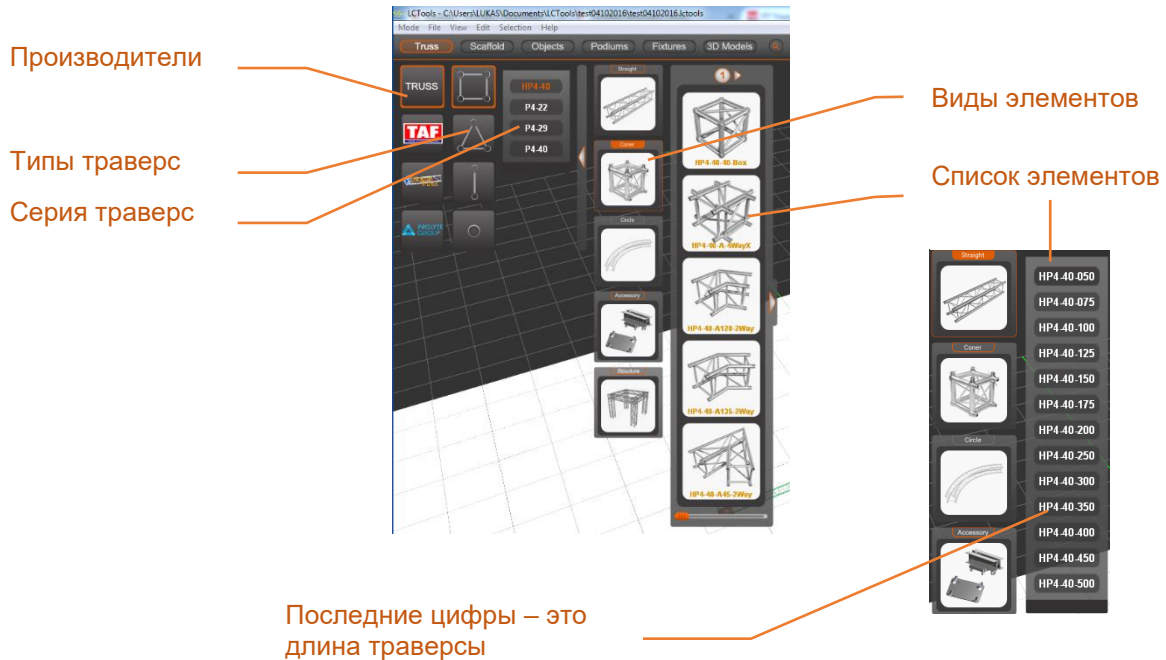 LCTools - C:\Users\LUKAS\Documents\LCTools\test04102016\test04102016.lctools
Mode File View Edit Selection Help
Truss Scaffold Objects Podiums Fixtures 3D Models
Производители
Типы траверс
Серия траверс
TRUSS
TAF
PROLYTE
GROUP
HP4-40
P4-22
P4-29
P4-40
Straight
Coner
Circle
Accessory
Structure
1
HP4-40-40-Box
HP4-40-A-4WayX
HP4-40-A120-2Way
HP4-40-A135-2Way
HP4-40-A45-2Way
Виды элементов
Список элементов
Straight
Coner
Circle
Accessory
HP4-40-050
HP4-40-075
HP4-40-100
HP4-40-125
HP4-40-150
HP4-40-175
HP4-40-200
HP4-40-250
HP4-40-300
HP4-40-350
HP4-40-400
HP4-40-450
HP4-40-500
Последние цифры – это
длина траверсы